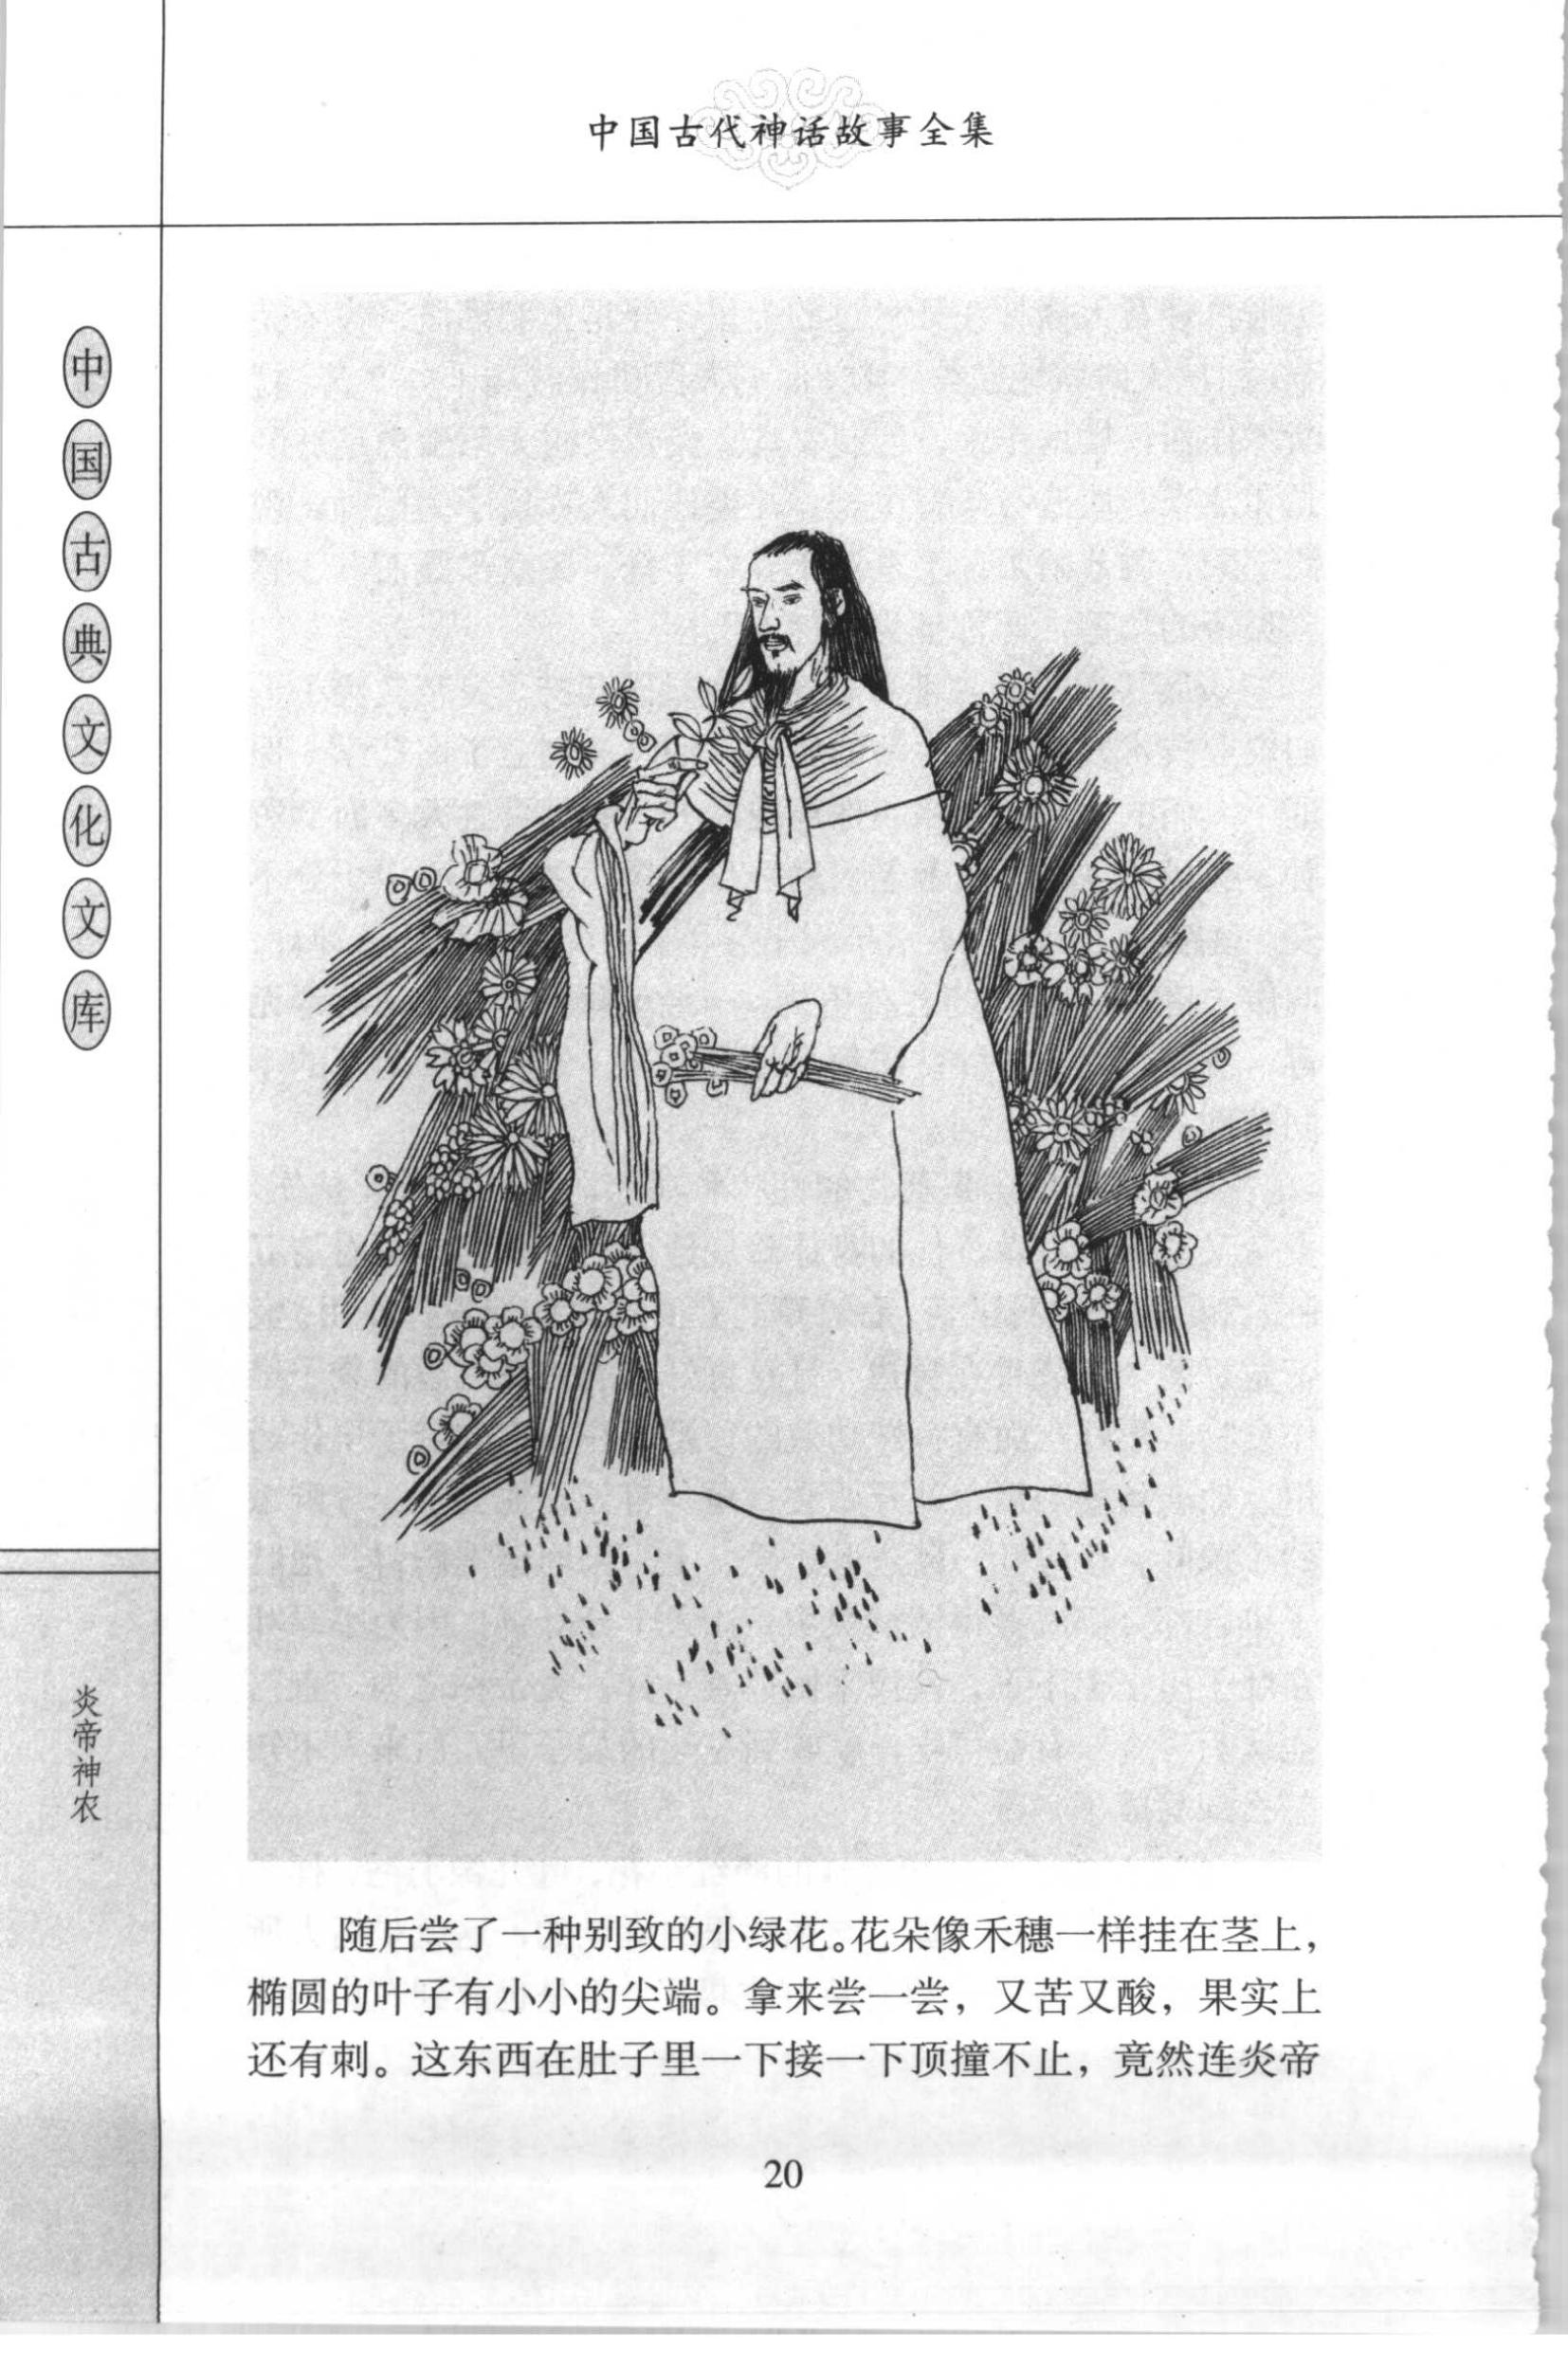 中国古代神话故事全集
中国古典文化文库
炎帝神农
随后尝了一种别致的小绿花。花朵像禾穗一样挂在茎上，
椭圆的叶子有小小的尖端。拿来尝一尝，又苦又酸，果实上
还有刺。这东西在肚子里一下接一下顶撞不止，竟然连炎帝
20